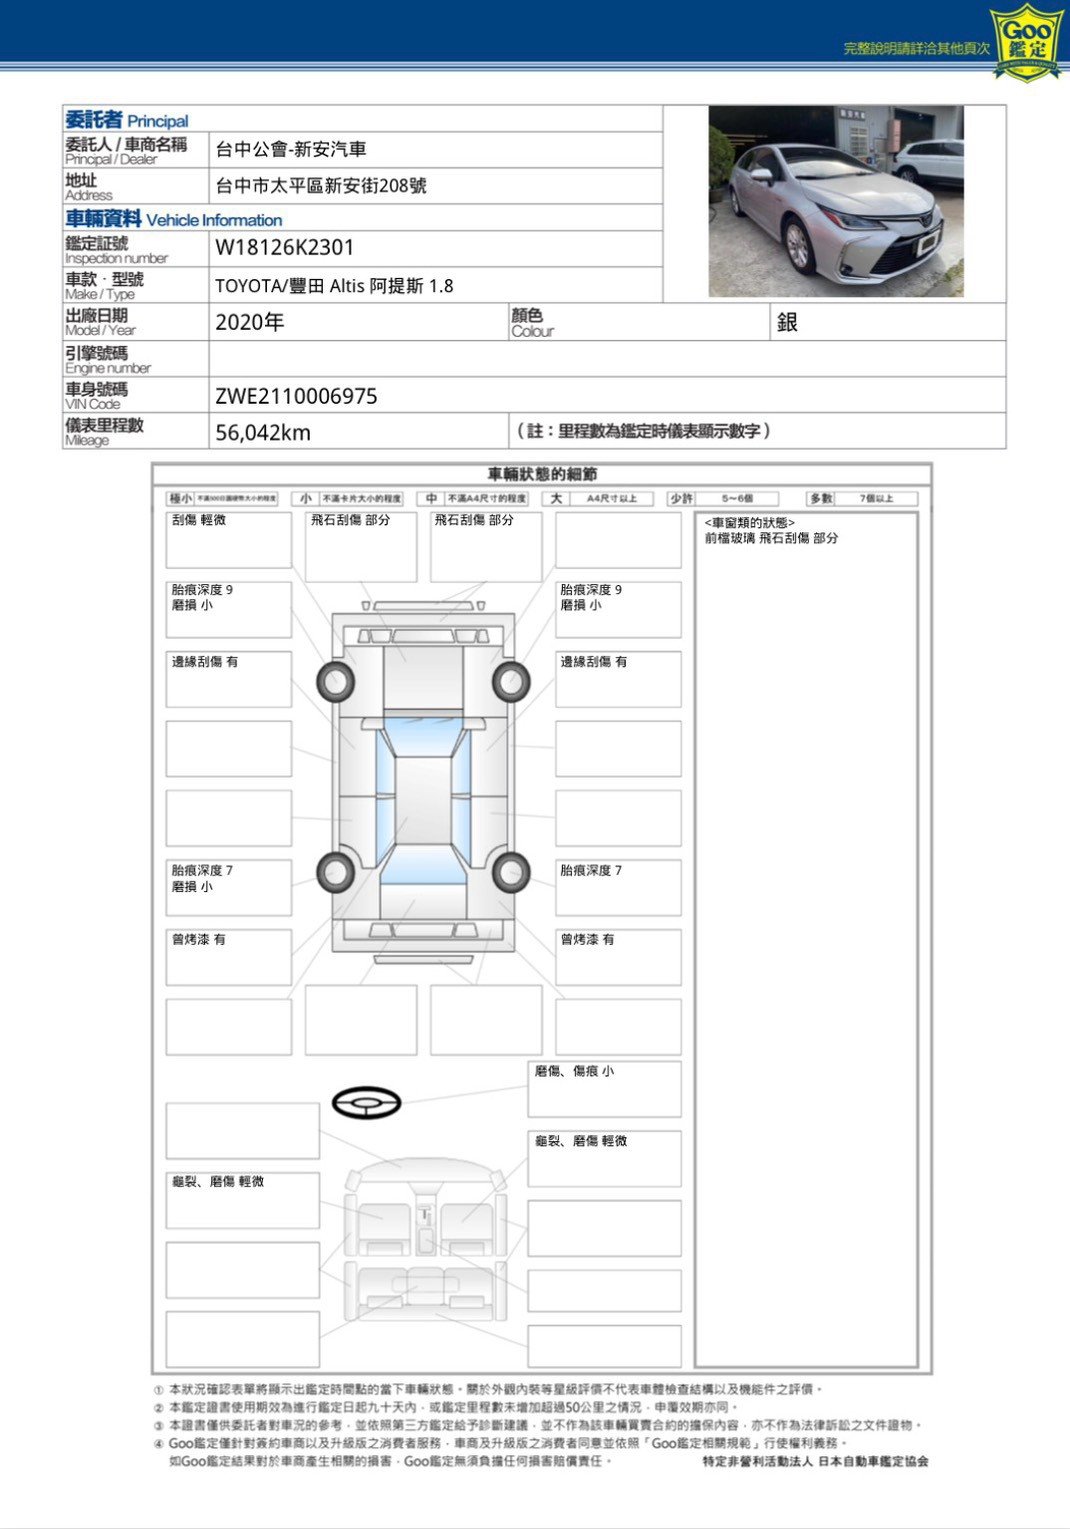 完整說明請詳洽其他頁次
Goo
鑑定
委託者 Principal
委託人 / 車商名稱
Principal / Dealer
台中公會-新安汽車
地址
Address
台中市太平區新安街208號
車輛資料 Vehicle Information
鑑定証號
Inspection number
W18126K2301
車款．型號
Make / Type
TOYOTA/豐田 Altis 阿提斯 1.8
出廠日期
Model / Year
2020年
顏色
Colour
銀
引擎號碼
Engine number
車身號碼
VIN Code
ZWE2110006975
儀表里程數
Mileage
56,042km
（註：里程數為鑑定時儀表顯示數字）
車輛狀態的細節
極小 不滿500日圓硬幣大小的程度
小 不滿卡片大小的程度
中 不滿A4尺寸的程度
大 A4尺寸以上
少許 5～6個
多數 7個以上
刮傷 輕微
飛石刮傷 部分
飛石刮傷 部分
<車窗類的狀態>
前檔玻璃 飛石刮傷 部分
胎痕深度 9
磨損 小
胎痕深度 9
磨損 小
邊緣刮傷 有
邊緣刮傷 有
胎痕深度 7
磨損 小
胎痕深度 7
曾烤漆 有
曾烤漆 有
磨傷、傷痕 小
龜裂、磨傷 輕微
龜裂、磨傷 輕微
① 本狀況確認表單將顯示出鑑定時間點的當下車輛狀態。關於外觀內裝等星級評價不代表車體檢查結構以及機能件之評價。
② 本鑑定證書使用期效為進行鑑定日起九十天內，或鑑定里程數未增加超過50公里之情況，申覆效期亦同。
③ 本證書僅供委託者對車況的參考，並依照第三方鑑定給予診斷建議，並不作為該車輛買賣合約的擔保內容，亦不作為法律訴訟之文件證物。
④ Goo鑑定僅針對簽約車商以及升級版之消費者服務，車商及升級版之消費者同意並依照「Goo鑑定相關規範」行使權利義務。
如Goo鑑定結果對於車商產生相關的損害，Goo鑑定無須負擔任何損害賠償責任。
特定非營利活動法人 日本自動車鑑定協会